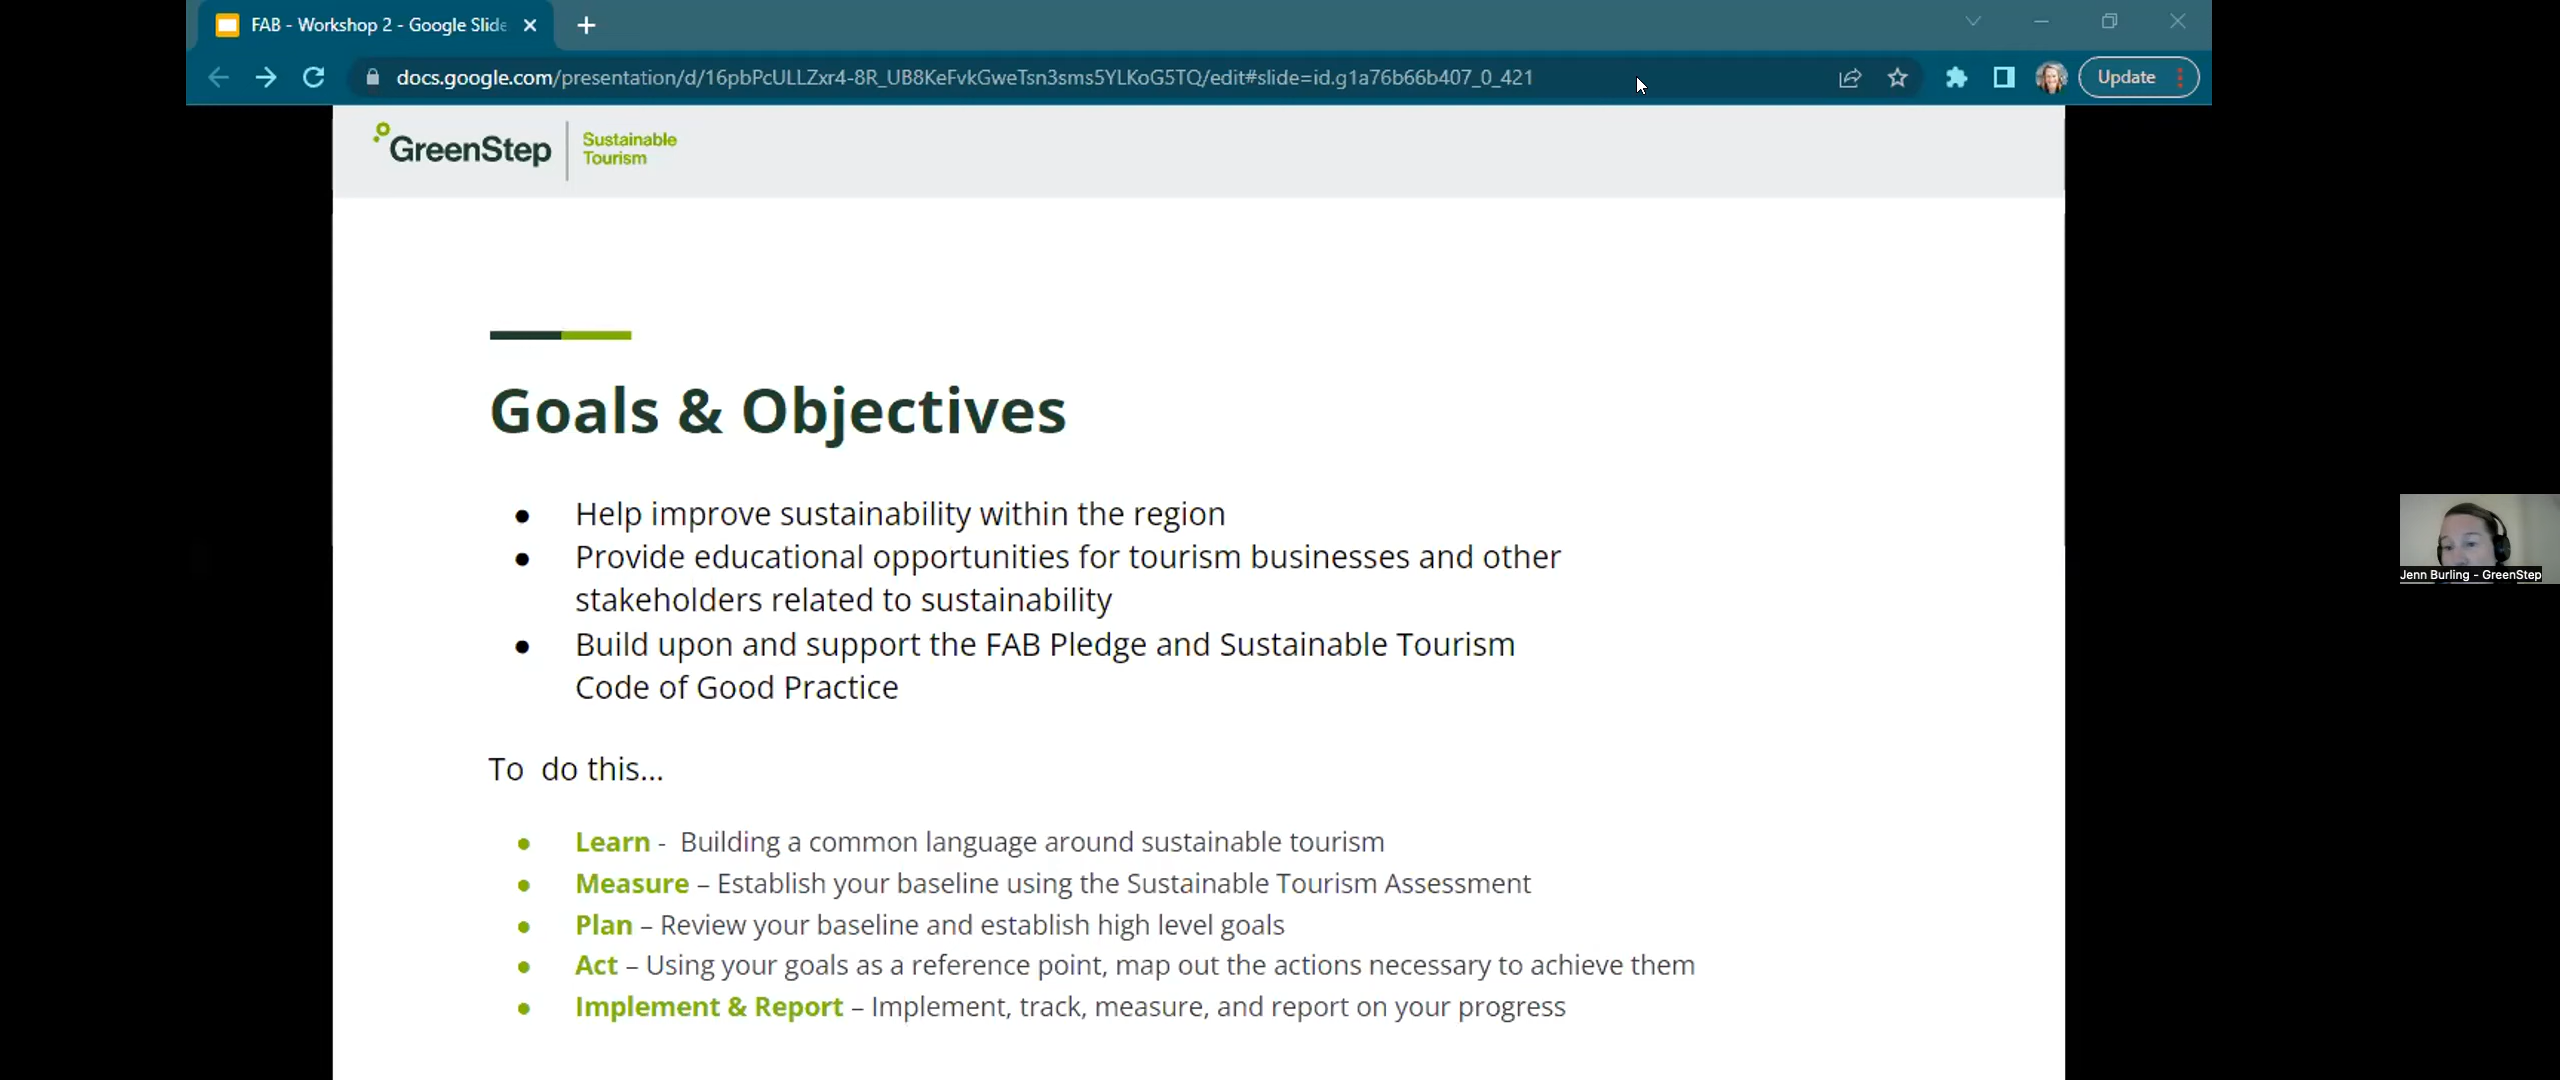 FAB - Workshop 2 - Google Slide
docs.google.com/presentation/d/16pbPcULLZxr4-8R_UB8KeFvkGweTsn3sms5YLKoG5TQ/edit#slide=id.g1a76b66b407_0_421
Update
GreenStep
Sustainable
Tourism
Goals & Objectives
● Help improve sustainability within the region
● Provide educational opportunities for tourism businesses and other
stakeholders related to sustainability
● Build upon and support the FAB Pledge and Sustainable Tourism
Code of Good Practice
To do this...
● Learn - Building a common language around sustainable tourism
● Measure – Establish your baseline using the Sustainable Tourism Assessment
● Plan – Review your baseline and establish high level goals
● Act – Using your goals as a reference point, map out the actions necessary to achieve them
● Implement & Report – Implement, track, measure, and report on your progress
Jenn Burling - GreenStep